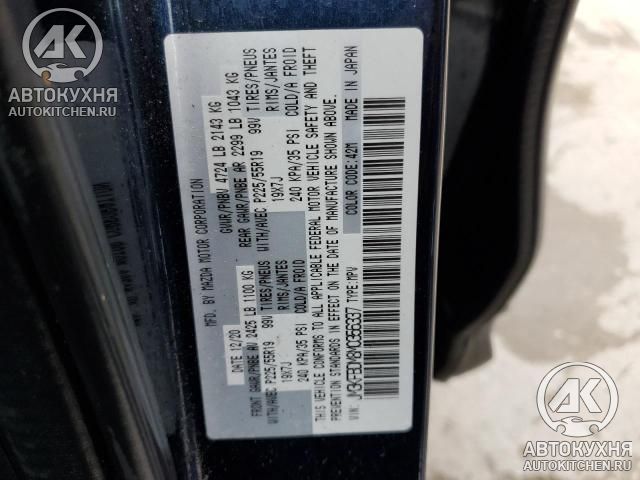 MFD. BY MAZDA MOTOR CORPORATION
DATE 12/20 GVWR/PNBV 4724 LB 2143 KG
FRONT GAWR/PNBE AV 2425 LB 1100 KG REAR GAWR/PNBE AR 2299 LB 1043 KG
WITH/AVEC P225/55R19 99V TIRES/PNEUS WITH/AVEC P225/55R19 99V TIRES/PNEUS
19X7J RIMS/JANTES 19X7J RIMS/JANTES
240 KPA/35 PSI COLD/A FROID 240 KPA/35 PSI COLD/A FROID
THIS VEHICLE CONFORMS TO ALL APPLICABLE FEDERAL MOTOR VEHICLE SAFETY AND THEFT
PREVENTION STANDARDS IN EFFECT ON THE DATE OF MANUFACTURE SHOWN ABOVE.
VIN: TYPE:MPV COLOR CODE:42M MADE IN JAPAN
AK
АВТОКУХНЯ
AUTOKITCHEN.RU
AK
АВТОКУХНЯ
AUTOKITCHEN.RU